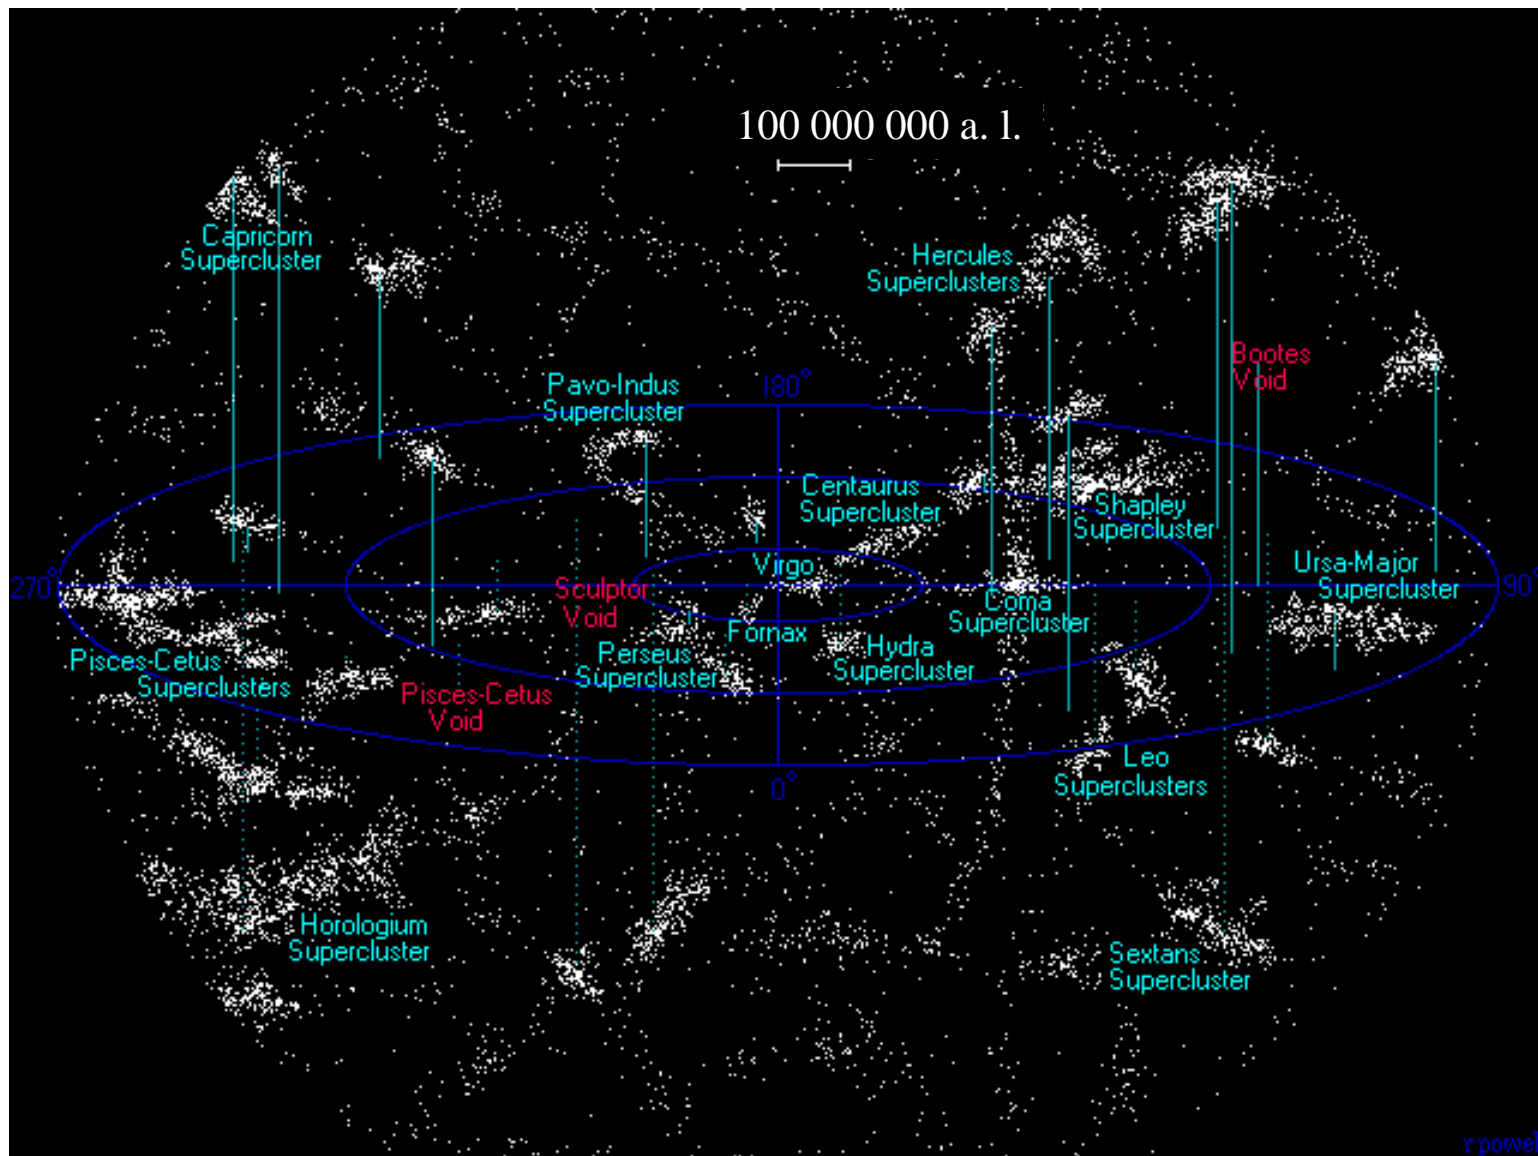 100 000 000 a. l.
Capricorn
Supercluster
Hercules
Superclusters
Bootes
Void
Pavo-Indus
Supercluster
180°
Centaurus
Supercluster
Shapley
Supercluster
Ursa-Major
Supercluster
270°
Virgo
90°
Sculptor
Void
Coma
Supercluster
Fornax
Perseus
Supercluster
Hydra
Supercluster
Pisces-Cetus
Superclusters
Pisces-Cetus
Void
Leo
Superclusters
0°
Horologium
Supercluster
Sextans
Supercluster
r powel